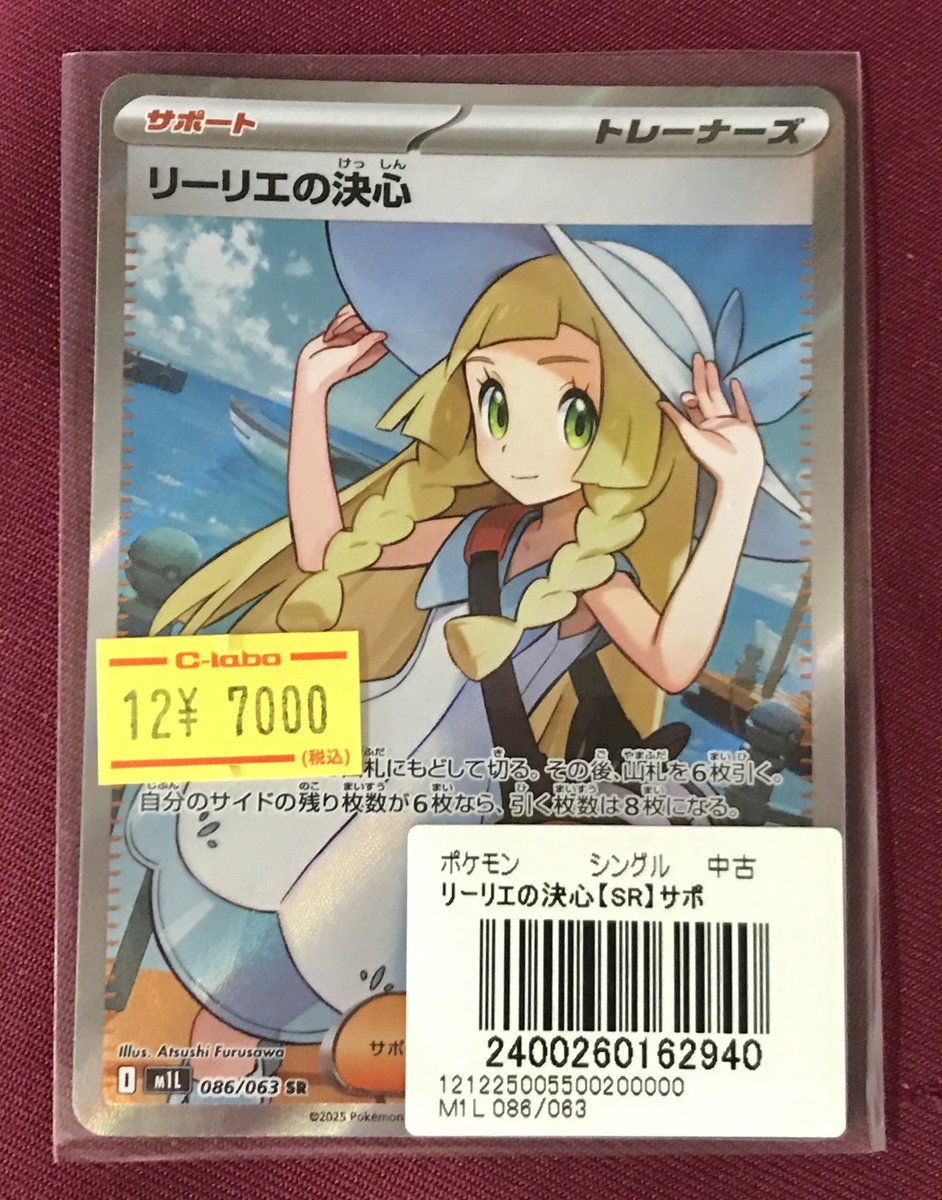 サポート
トレーナーズ
けっ しん
リーリエの決心
C-labo
12¥ 7000
(税込)
札にもどして切る。その後、山札を6枚引く。
自分のサイドの残り枚数が6枚なら、引く枚数は8枚になる。
ポケモン シングル 中古
リーリエの決心【SR】サポ
2400260162940
121225005500200000
M1L 086/063
Illus. Atsushi Furusawa
サポ
I M1L 086/063 SR
©2025 Pokémon